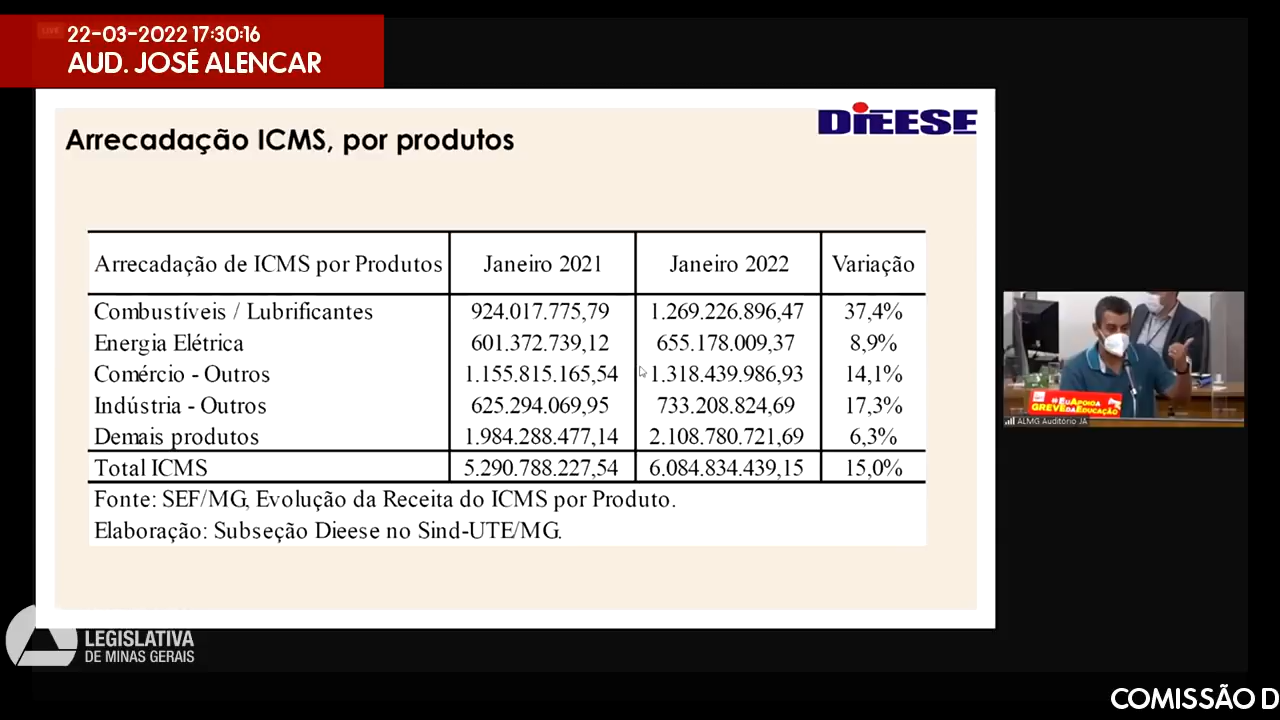 LIVE
22-03-2022 17:30:16
AUD. JOSÉ ALENCAR
DIEESE
Arrecadação ICMS, por produtos
Arrecadação de ICMS por Produtos Janeiro 2021 Janeiro 2022 Variação
Combustíveis / Lubrificantes 924.017.775,79 1.269.226.896,47 37,4%
Energia Elétrica 601.372.739,12 655.178.009,37 8,9%
Comércio - Outros 1.155.815.165,54 1.318.439.986,93 14,1%
Indústria - Outros 625.294.069,95 733.208.824,69 17,3%
Demais produtos 1.984.288.477,14 2.108.780.721,69 6,3%
Total ICMS 5.290.788.227,54 6.084.834.439,15 15,0%
Fonte: SEF/MG, Evolução da Receita do ICMS por Produto.
Elaboração: Subseção Dieese no Sind-UTE/MG.
#EUAPOIGA
GREVEDAEDUCAÇÃO
ALMG Auditório JA
LEGISLATIVA
DE MINAS GERAIS
COMISSÃO D